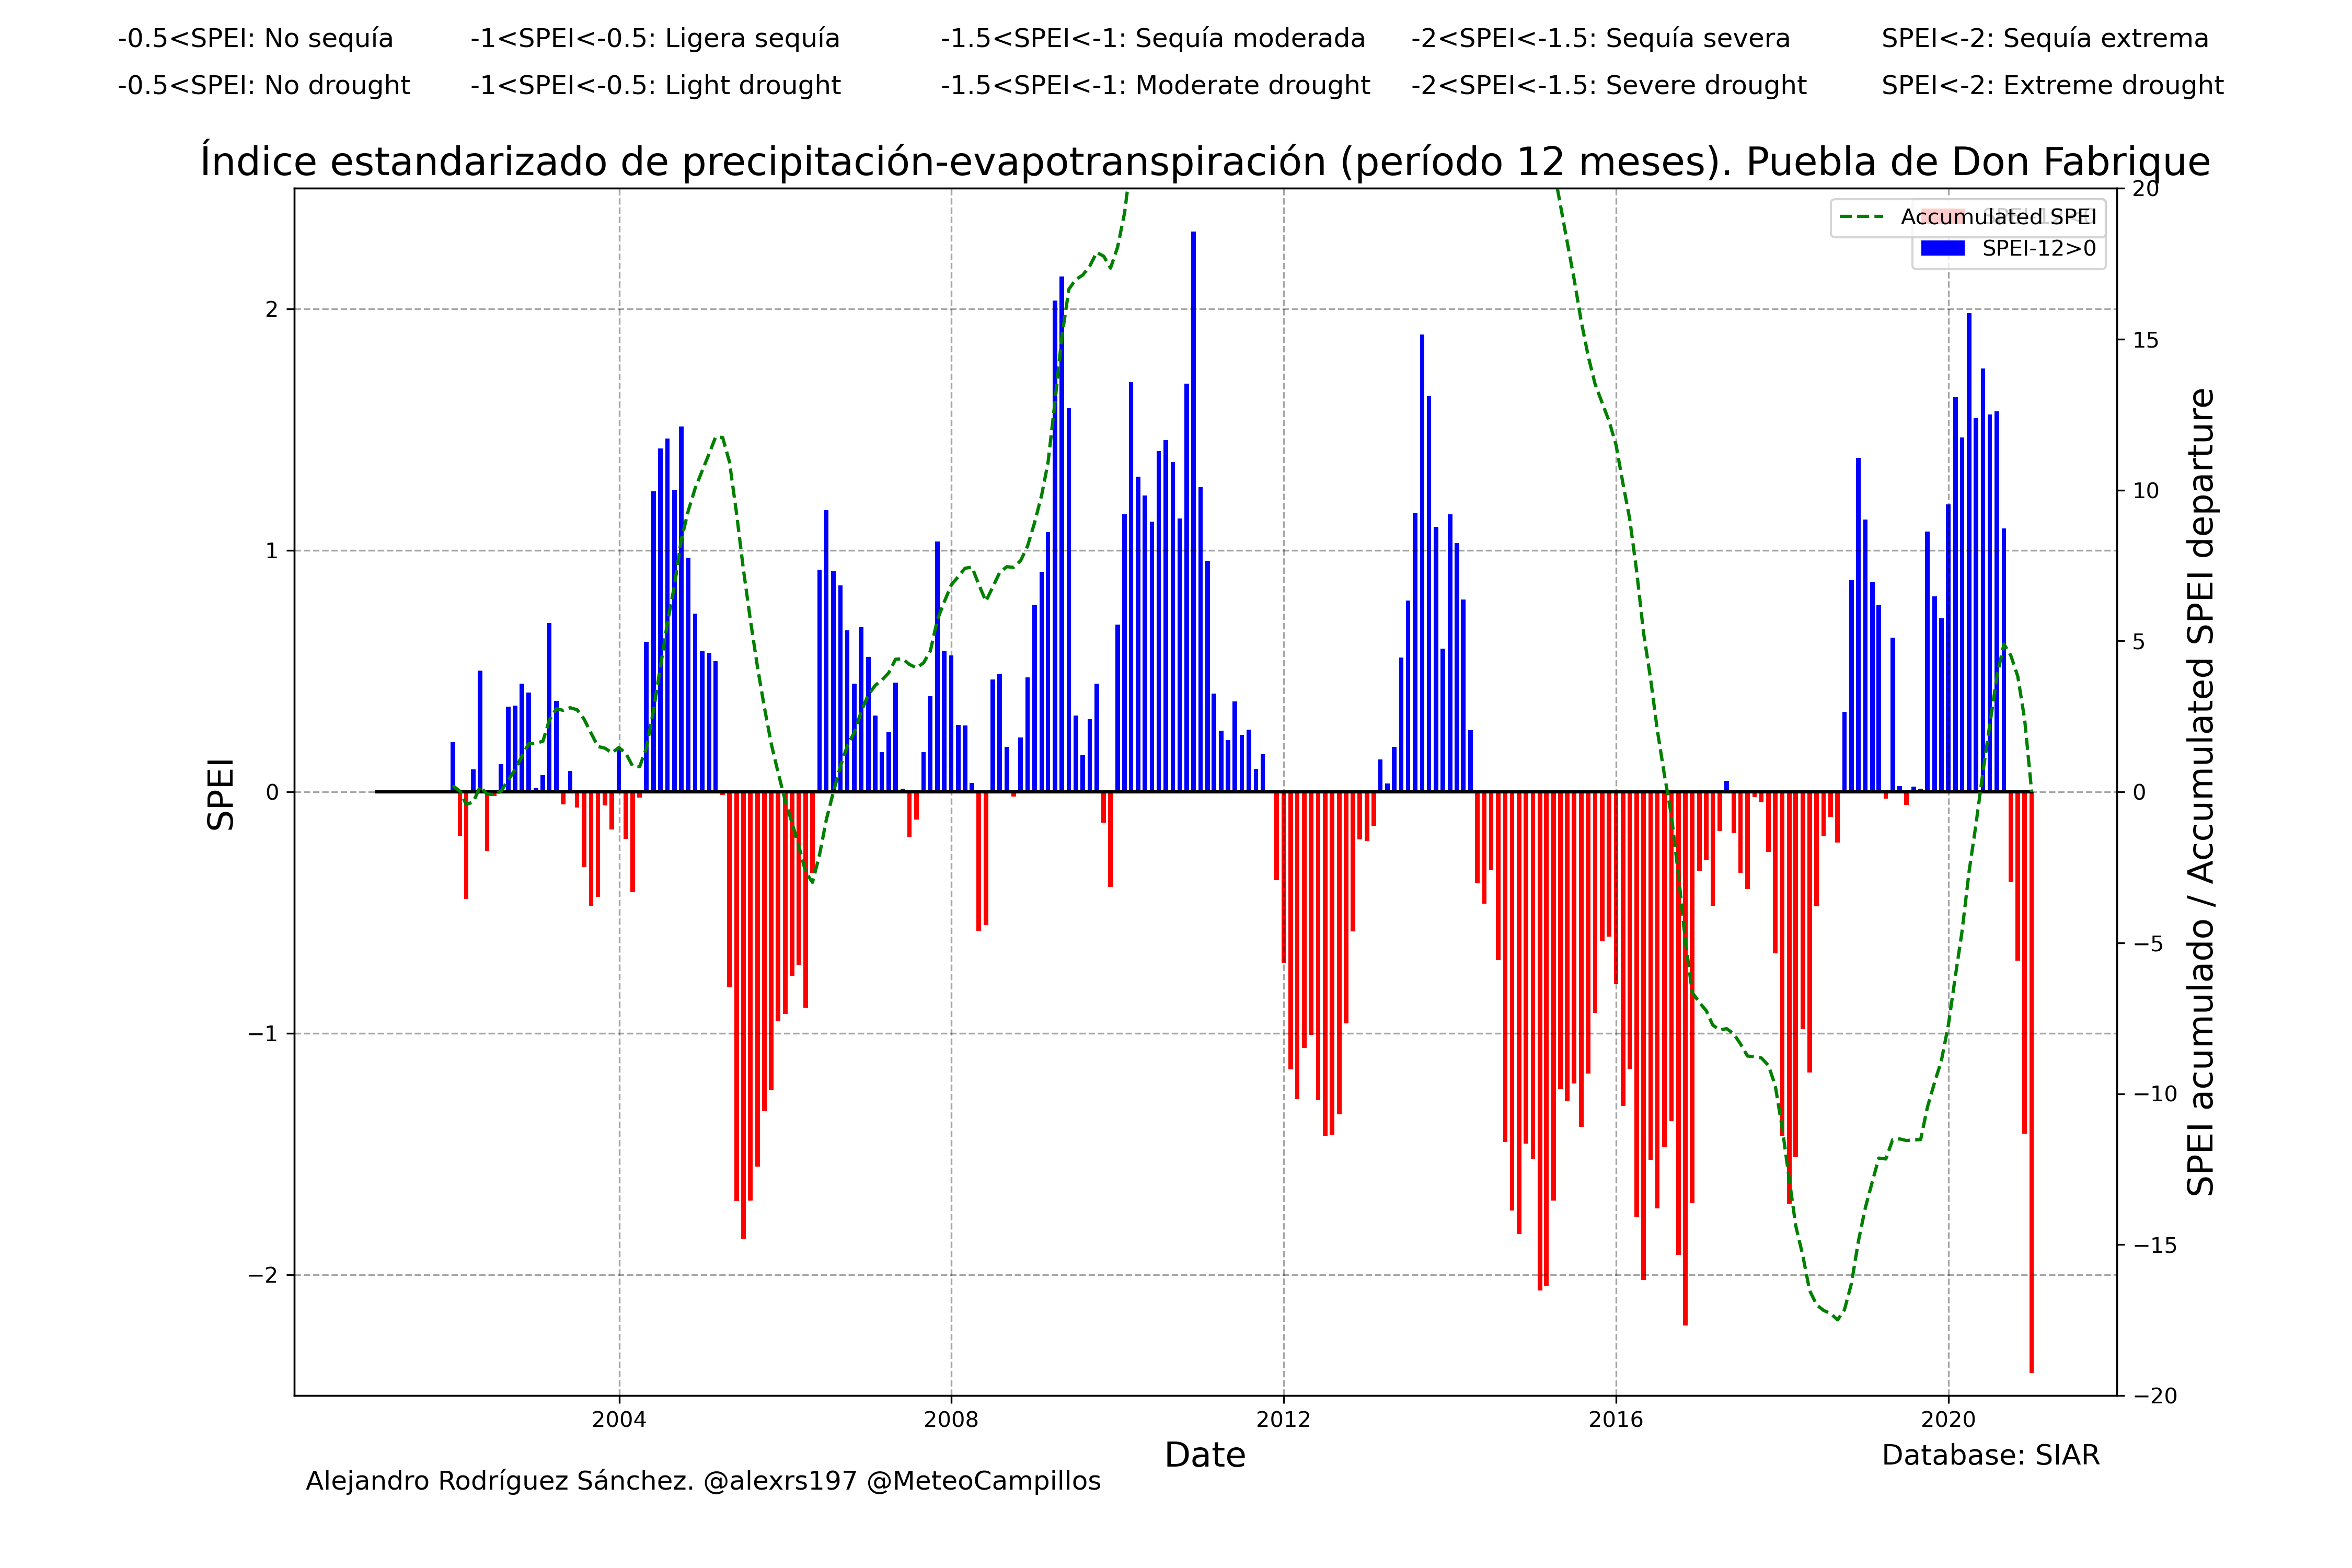 -0.5<SPEI: No sequía -1<SPEI<-0.5: Ligera sequía -1.5<SPEI<-1: Sequía moderada -2<SPEI<-1.5: Sequía severa SPEI<-2: Sequía extrema
-0.5<SPEI: No drought -1<SPEI<-0.5: Light drought -1.5<SPEI<-1: Moderate drought -2<SPEI<-1.5: Severe drought SPEI<-2: Extreme drought
Índice estandarizado de precipitación-evapotranspiración (período 12 meses). Puebla de Don Fabrique
Accumulated SPEI
SPEI-12>0
SPEI
2
1
0
−1
−2
20
15
10
5
0
−5
−10
−15
−20
SPEI acumulado / Accumulated SPEI departure
2004 2008 2012 2016 2020
Date
Database: SIAR
Alejandro Rodríguez Sánchez. @alexrs197 @MeteoCampillos